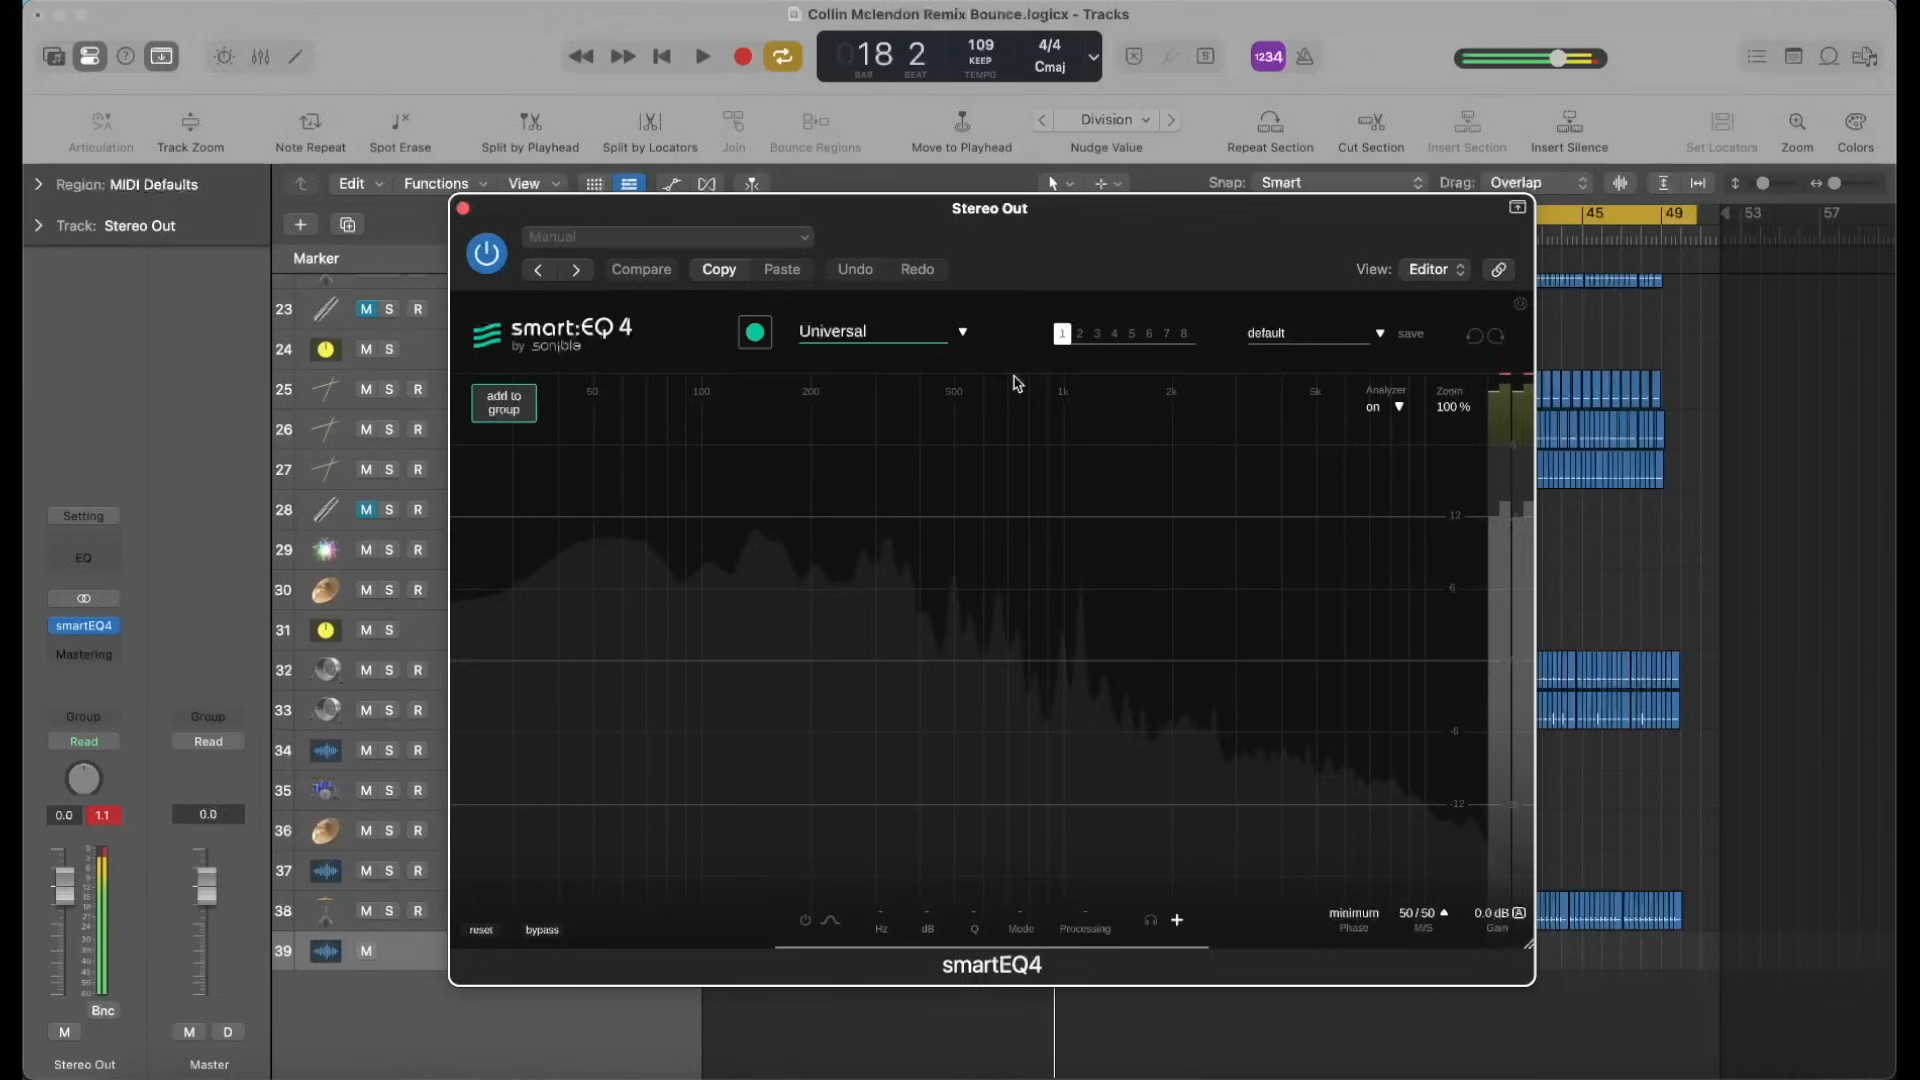 Collin Mclendon Remix Bounce.logicx - Tracks
18 2 109 4/4
KEEP Cmaj
BAR BEAT TEMPO
1234
Articulation Track Zoom Note Repeat Spot Erase Split by Playhead Split by Locators Join Bounce Regions Move to Playhead Division Nudge Value Repeat Section Cut Section Insert Section Insert Silence Set Locators Zoom Colors
Region: MIDI Defaults Edit Functions View Snap: Smart Drag: Overlap
Track: Stereo Out
Stereo Out
45 49 53 57
Manual
Marker
Compare Copy Paste Undo Redo View: Editor
23 M S R
smart:EQ 4
by sonible
Universal
1 2 3 4 5 6 7 8
default save
24 M S
25 M S R
add to
group
50 100 200 500 1k 2k 5k
Analyzer Zoom
on 100 %
26 M S R
27 M S R
28 M S R
Setting
12
29 M S R
EQ
30 M S R
6
smartEQ4
31 M S
Mastering
32 M S R
33 M S R
Group Group
Read Read
-6
34 M S R
35 M S R
0.0 1.1 0.0
-12
36 M S R
37 M S R
38 M S R
39 M
reset bypass
Hz dB Q Mode Processing
minimum 50/50 0.0 dB A
Phase M/S Gain
smartEQ4
Bnc
M M D
Stereo Out Master